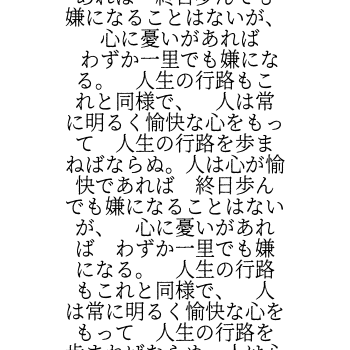 嫌になることはないが、
心に憂いがあれば
わずか一里でも嫌にな
る。　人生の行路もこ
れと同様で、　人は常
に明るく愉快な心をもっ
て　人生の行路を歩ま
ねばならぬ。人は心が愉
快であれば　終日歩ん
でも嫌になることはない
が、　心に憂いがあれ
ば　わずか一里でも嫌
になる。　人生の行路
もこれと同様で、　人
は常に明るく愉快な心を
もって　人生の行路を